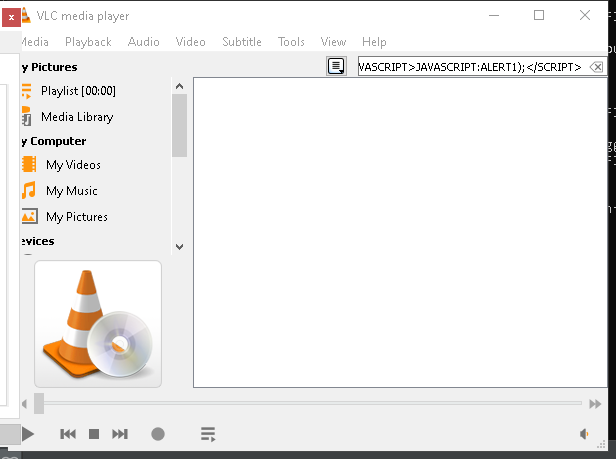 x
VLC media player
Media Playback Audio Video Subtitle Tools View Help
y Pictures
VASCRIPT>JAVASCRIPT:ALERT1);</SCRIPT>
Playlist [00:00]
Media Library
y Computer
My Videos
My Music
My Pictures
evices